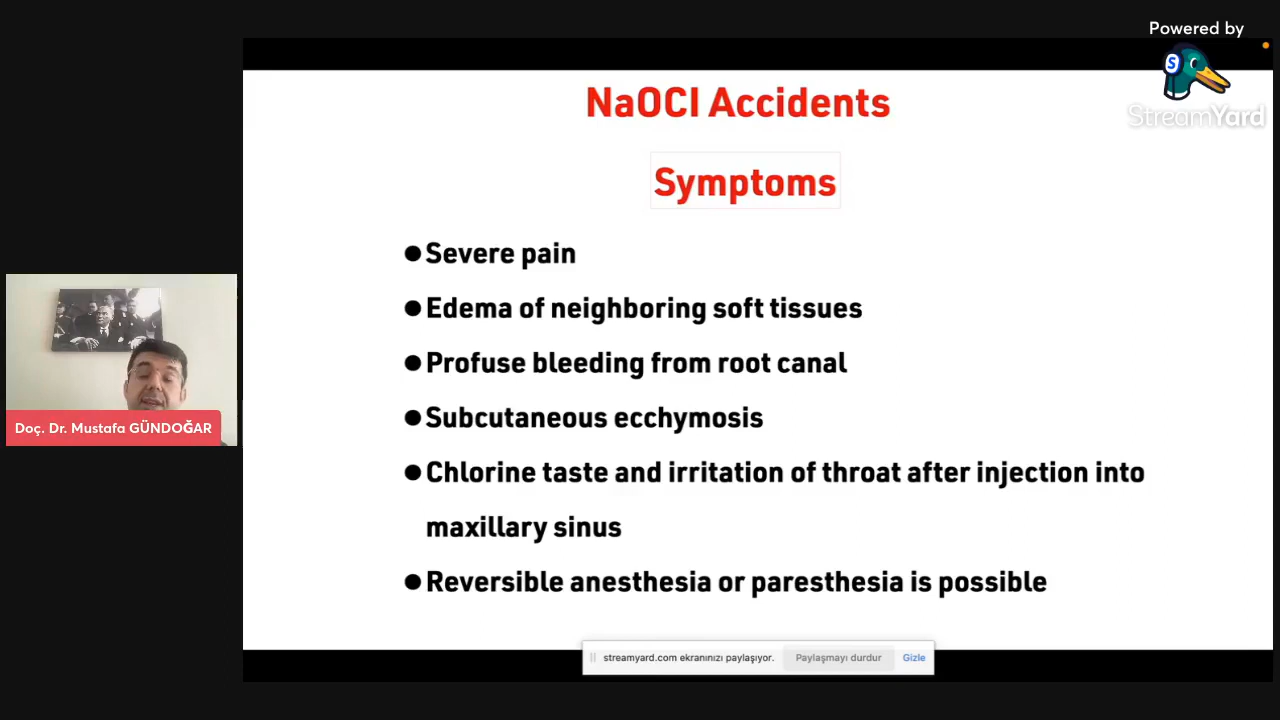 Powered by
StreamYard
NaOCl Accidents
Symptoms
●Severe pain
●Edema of neighboring soft tissues
●Profuse bleeding from root canal
●Subcutaneous ecchymosis
●Chlorine taste and irritation of throat after injection into
maxillary sinus
●Reversible anesthesia or paresthesia is possible
Doç. Dr. Mustafa GÜNDOĞAR
streamyard.com ekranınızı paylaşıyor. Paylaşmayı durdur Gizle